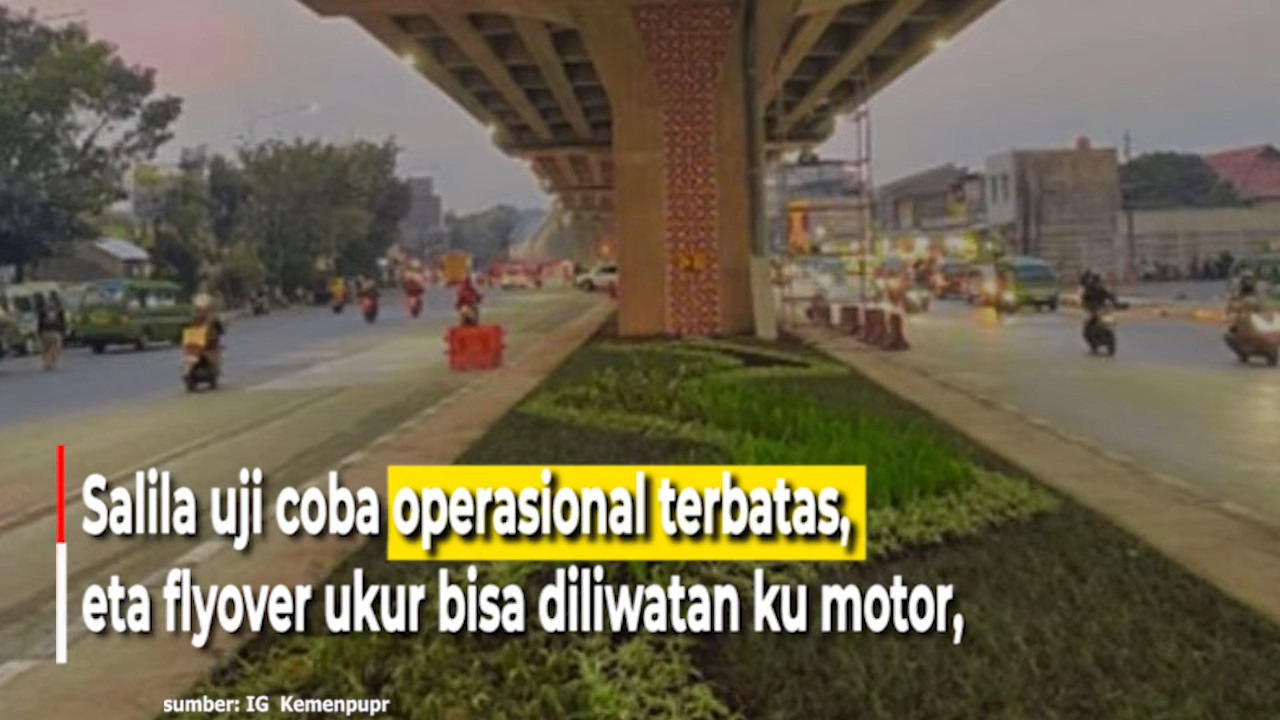 Salila uji coba operasional terbatas,
eta flyover ukur bisa diliwatan ku motor,
sumber: IG Kemenpupr